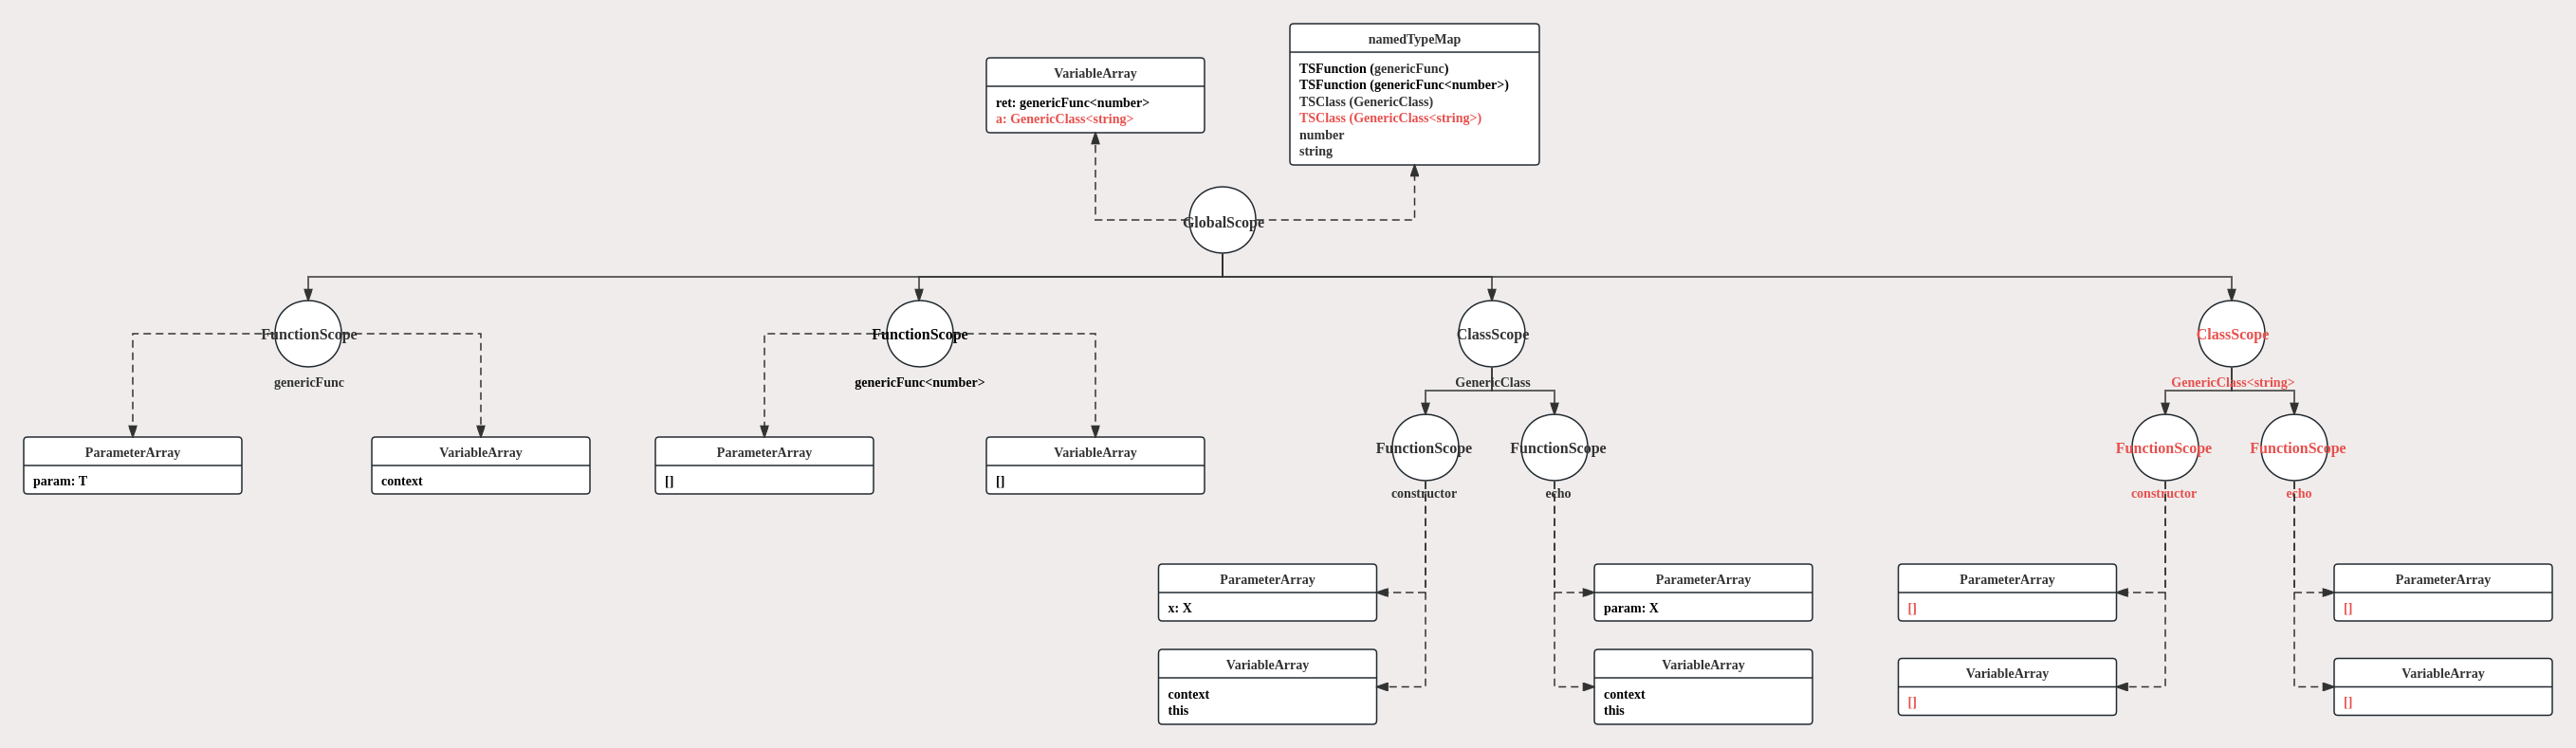 namedTypeMap
TSFunction (genericFunc)
TSFunction (genericFunc<number>)
TSClass (GenericClass)
TSClass (GenericClass<string>)
number
string
VariableArray
ret: genericFunc<number>
a: GenericClass<string>
GlobalScope
FunctionScope
genericFunc
FunctionScope
genericFunc<number>
ClassScope
GenericClass
ClassScope
GenericClass<string>
ParameterArray
param: T
VariableArray
context
ParameterArray
[]
VariableArray
[]
FunctionScope
constructor
FunctionScope
echo
FunctionScope
constructor
FunctionScope
echo
ParameterArray
x: X
ParameterArray
param: X
ParameterArray
[]
ParameterArray
[]
VariableArray
context
this
VariableArray
context
this
VariableArray
[]
VariableArray
[]